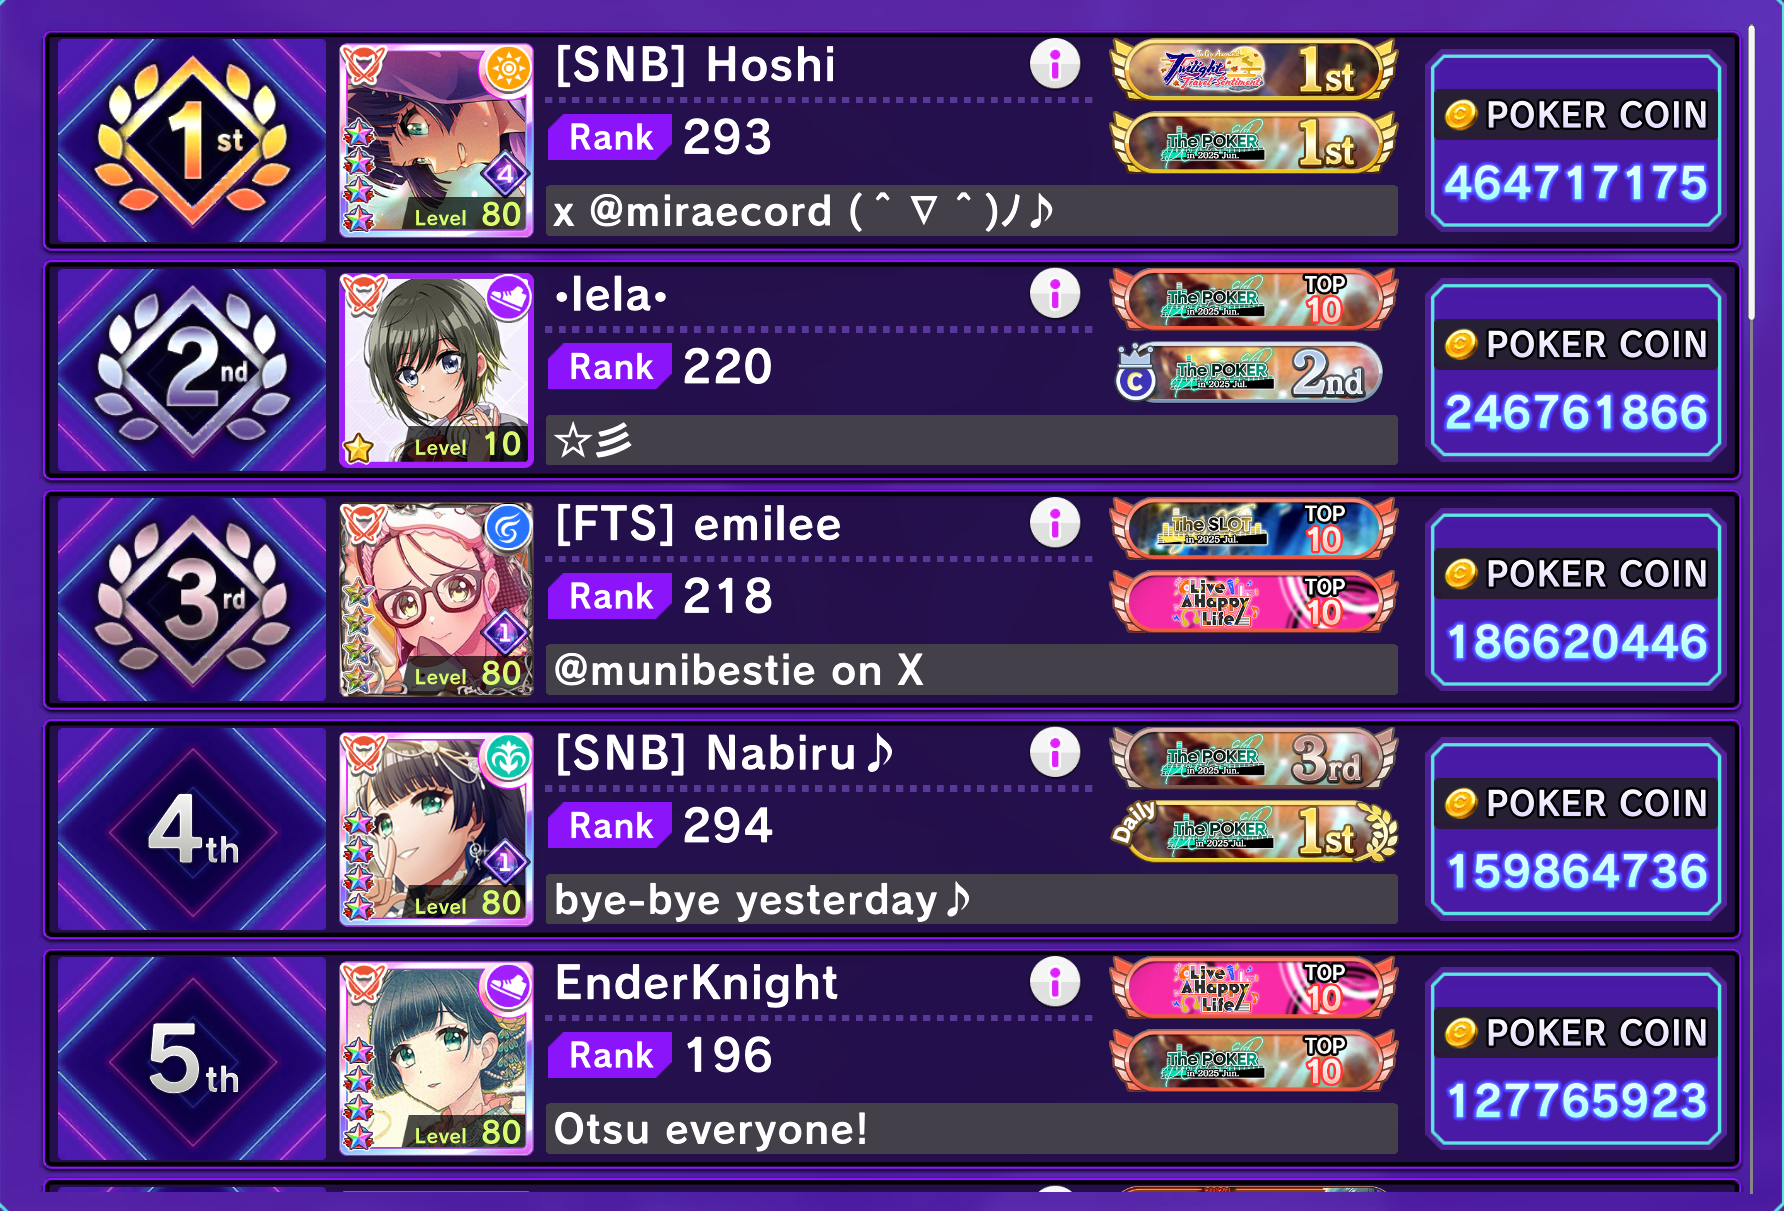 1st
4
Level 80
[SNB] Hoshi
i
Rank 293
x @miraecord (＾∇＾)ノ♪
Twilight
Travel Sentiment
1st
The POKER
in 2025 Jun.
1st
POKER COIN
464717175
2nd
Level 10
•lela•
i
Rank 220
☆彡
The POKER
in 2025 Jun.
TOP
10
C
The POKER
in 2025 Jul.
2nd
POKER COIN
246761866
3rd
1
Level 80
[FTS] emilee
i
Rank 218
@munibestie on X
The SLOT
in 2025 Jul.
TOP
10
Live
A Happy
Life!
TOP
10
POKER COIN
186620446
4th
1
Level 80
[SNB] Nabiru♪
i
Rank 294
bye-bye yesterday♪
The POKER
in 2025 Jun.
3rd
Daily
The POKER
in 2025 Jul.
1st
POKER COIN
159864736
5th
Level 80
EnderKnight
i
Rank 196
Otsu everyone!
Live
A Happy
Life!
TOP
10
The POKER
in 2025 Jun.
TOP
10
POKER COIN
127765923